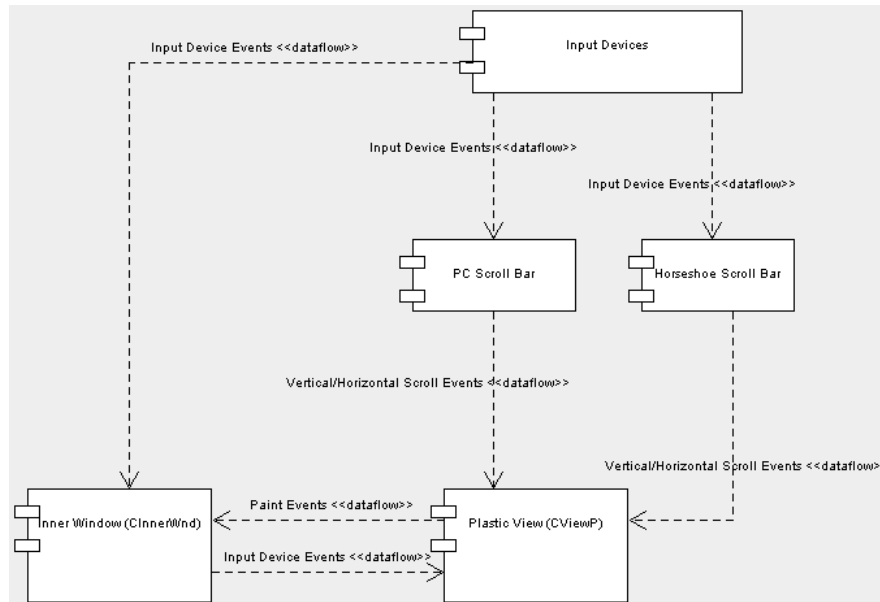 Input Devices
Input Device Events <<dataflow>>
Input Device Events <<dataflow>>
Input Device Events <<dataflow>>
PC Scroll Bar
Horseshoe Scroll Bar
Vertical/Horizontal Scroll Events <<dataflow>>
Vertical/Horizontal Scroll Events <<dataflow>>
Paint Events <<dataflow>>
Inner Window (CInnerWnd)
Plastic View (CViewP)
Input Device Events <<dataflow>>